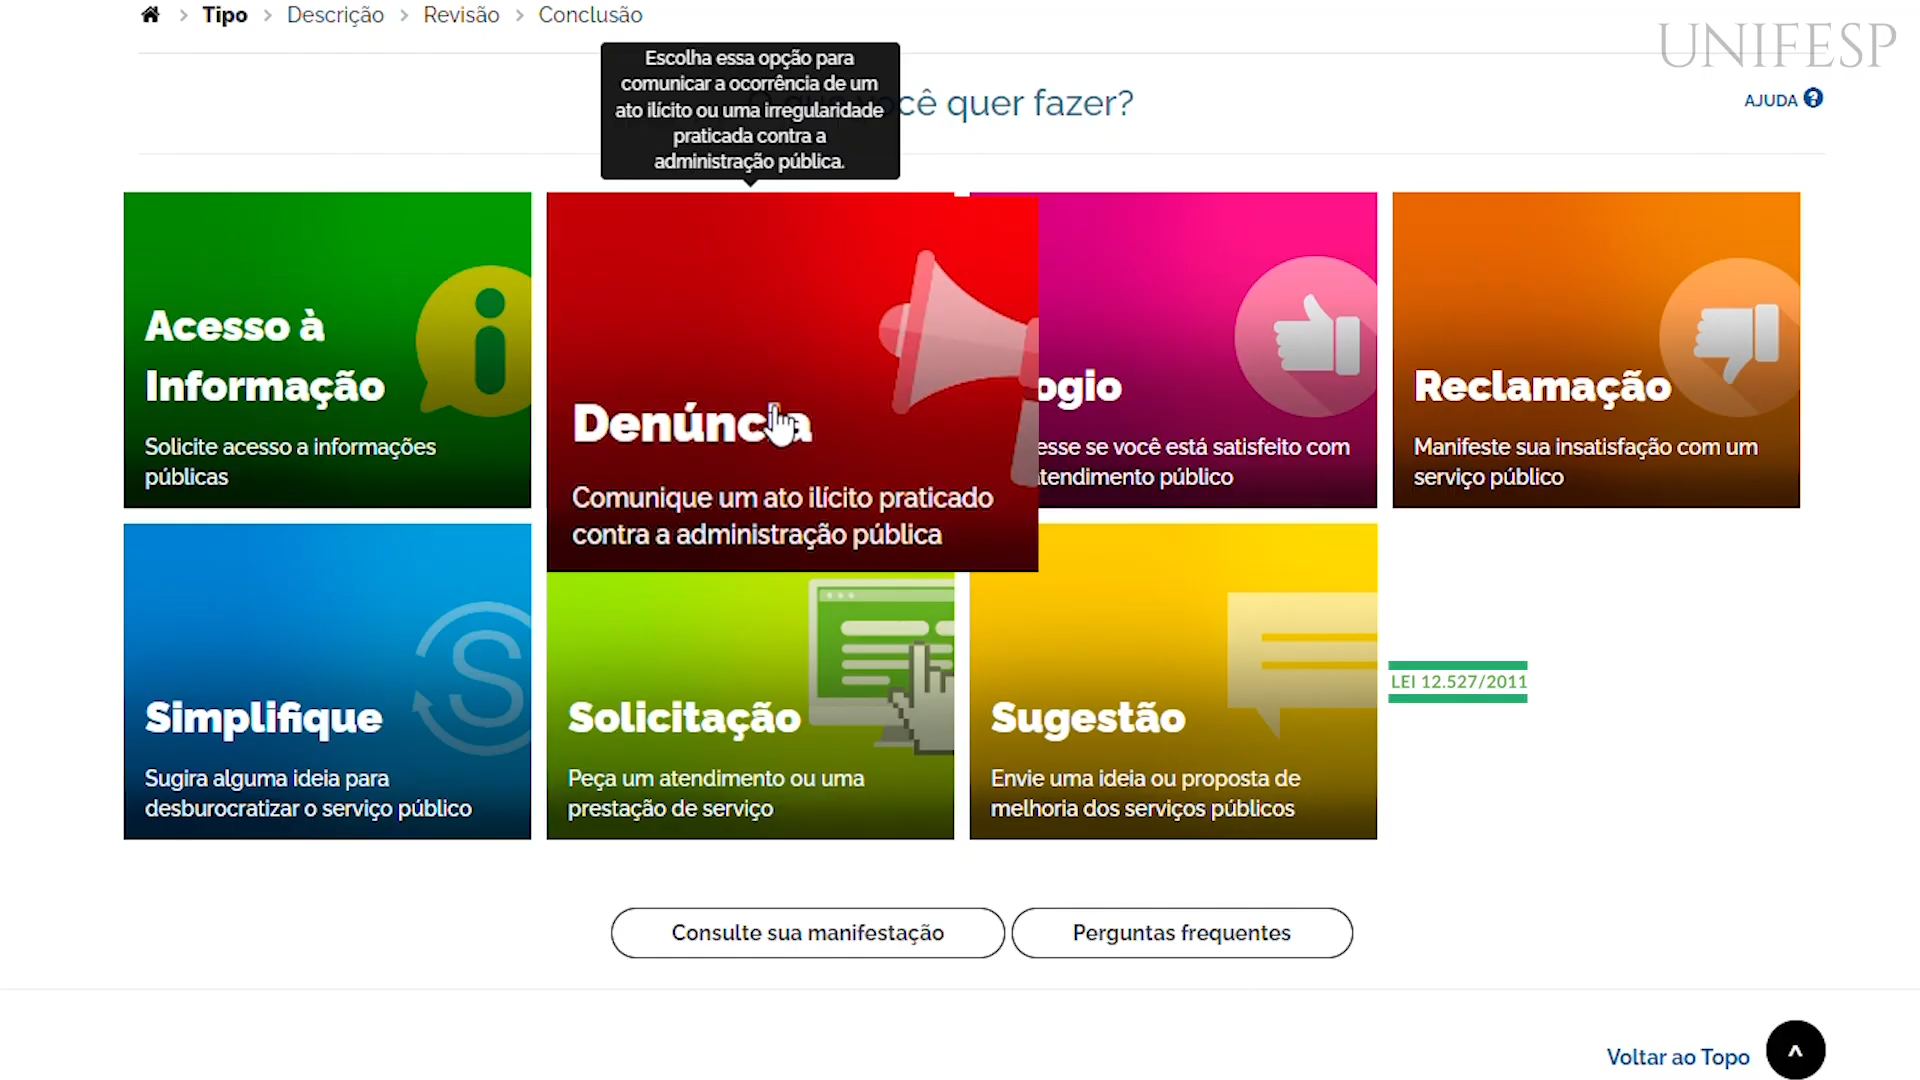 Tipo
Descrição
Revisão
Conclusão
UNIFESP
Escolha essa opção para
comunicar a ocorrência de um
ato ilícito ou uma irregularidade
praticada contra a
administração pública.
cê quer fazer?
AJUDA
Acesso à
Informação
Solicite acesso a informações
públicas
Denúncia
Comunique um ato ilícito praticado
contra a administração pública
ogio
esse se você está satisfeito com
tendimento público
Reclamação
Manifeste sua insatisfação com um
serviço público
Simplifique
Sugira alguma ideia para
desburocratizar o serviço público
Solicitação
Peça um atendimento ou uma
prestação de serviço
Sugestão
Envie uma ideia ou proposta de
melhoria dos serviços públicos
LEI 12.527/2011
Consulte sua manifestação
Perguntas frequentes
Voltar ao Topo